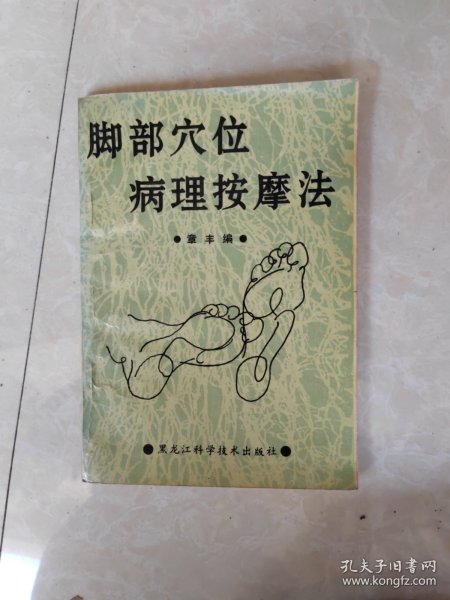 脚部穴位
病理按摩法
●章丰编●
●黑龙江科学技术出版社●
孔夫子旧书网
www.kongfz.com